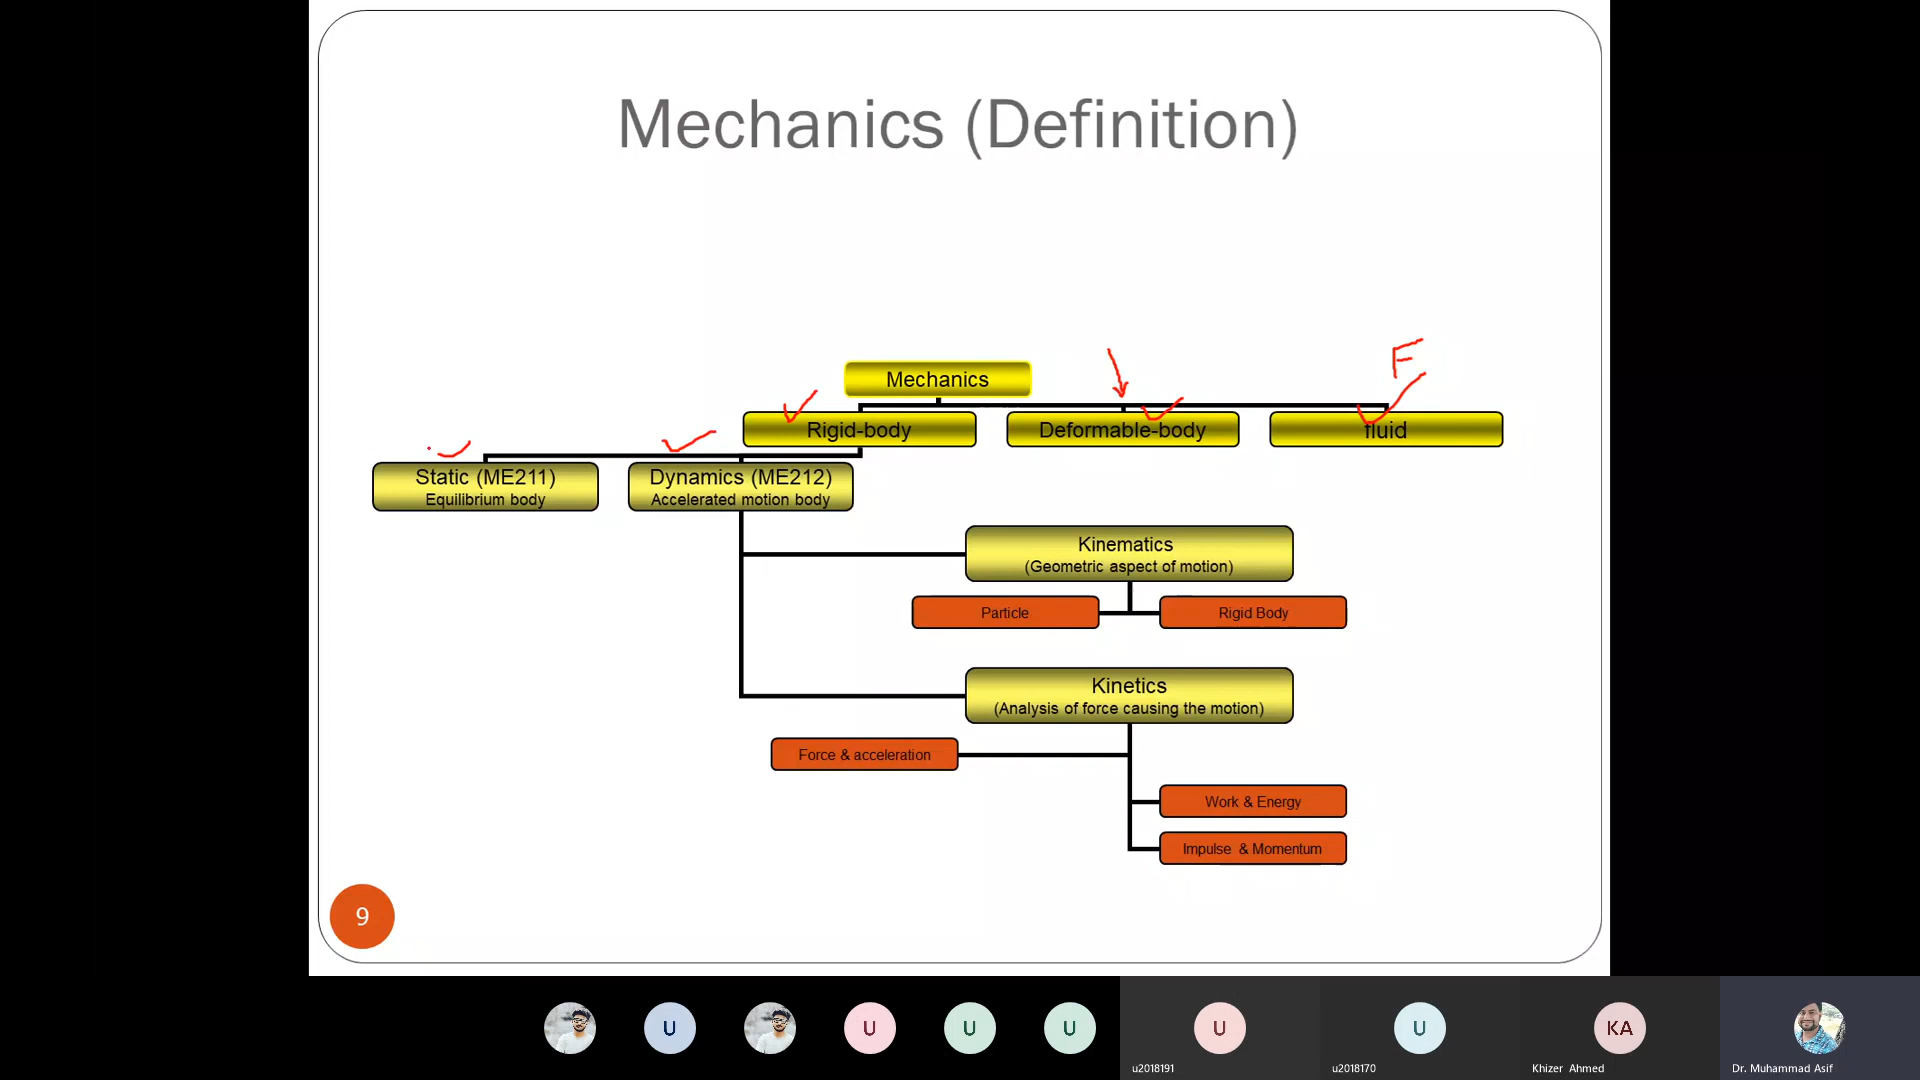 Mechanics (Definition)
F
Mechanics
Rigid-body
Deformable-body
fluid
Static (ME211)
Equilibrium body
Dynamics (ME212)
Accelerated motion body
Kinematics
(Geometric aspect of motion)
Particle
Rigid Body
Kinetics
(Analysis of force causing the motion)
Force & acceleration
Work & Energy
Impulse & Momentum
9
U
U
U
U
U
u2018191
U
u2018170
KA
Khizer Ahmed
Dr. Muhammad Asif